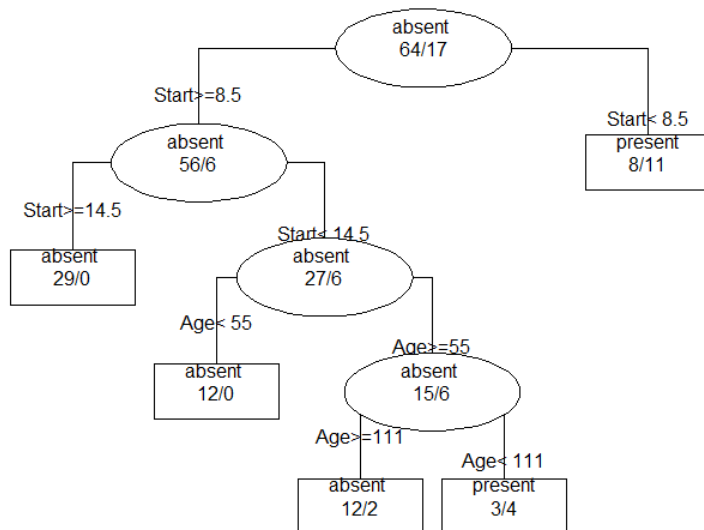 absent
64/17
Start>=8.5
Start< 8.5
absent
56/6
present
8/11
Start>=14.5
Start< 14.5
absent
29/0
absent
27/6
Age< 55
Age>=55
absent
12/0
absent
15/6
Age>=111
Age< 111
absent
12/2
present
3/4